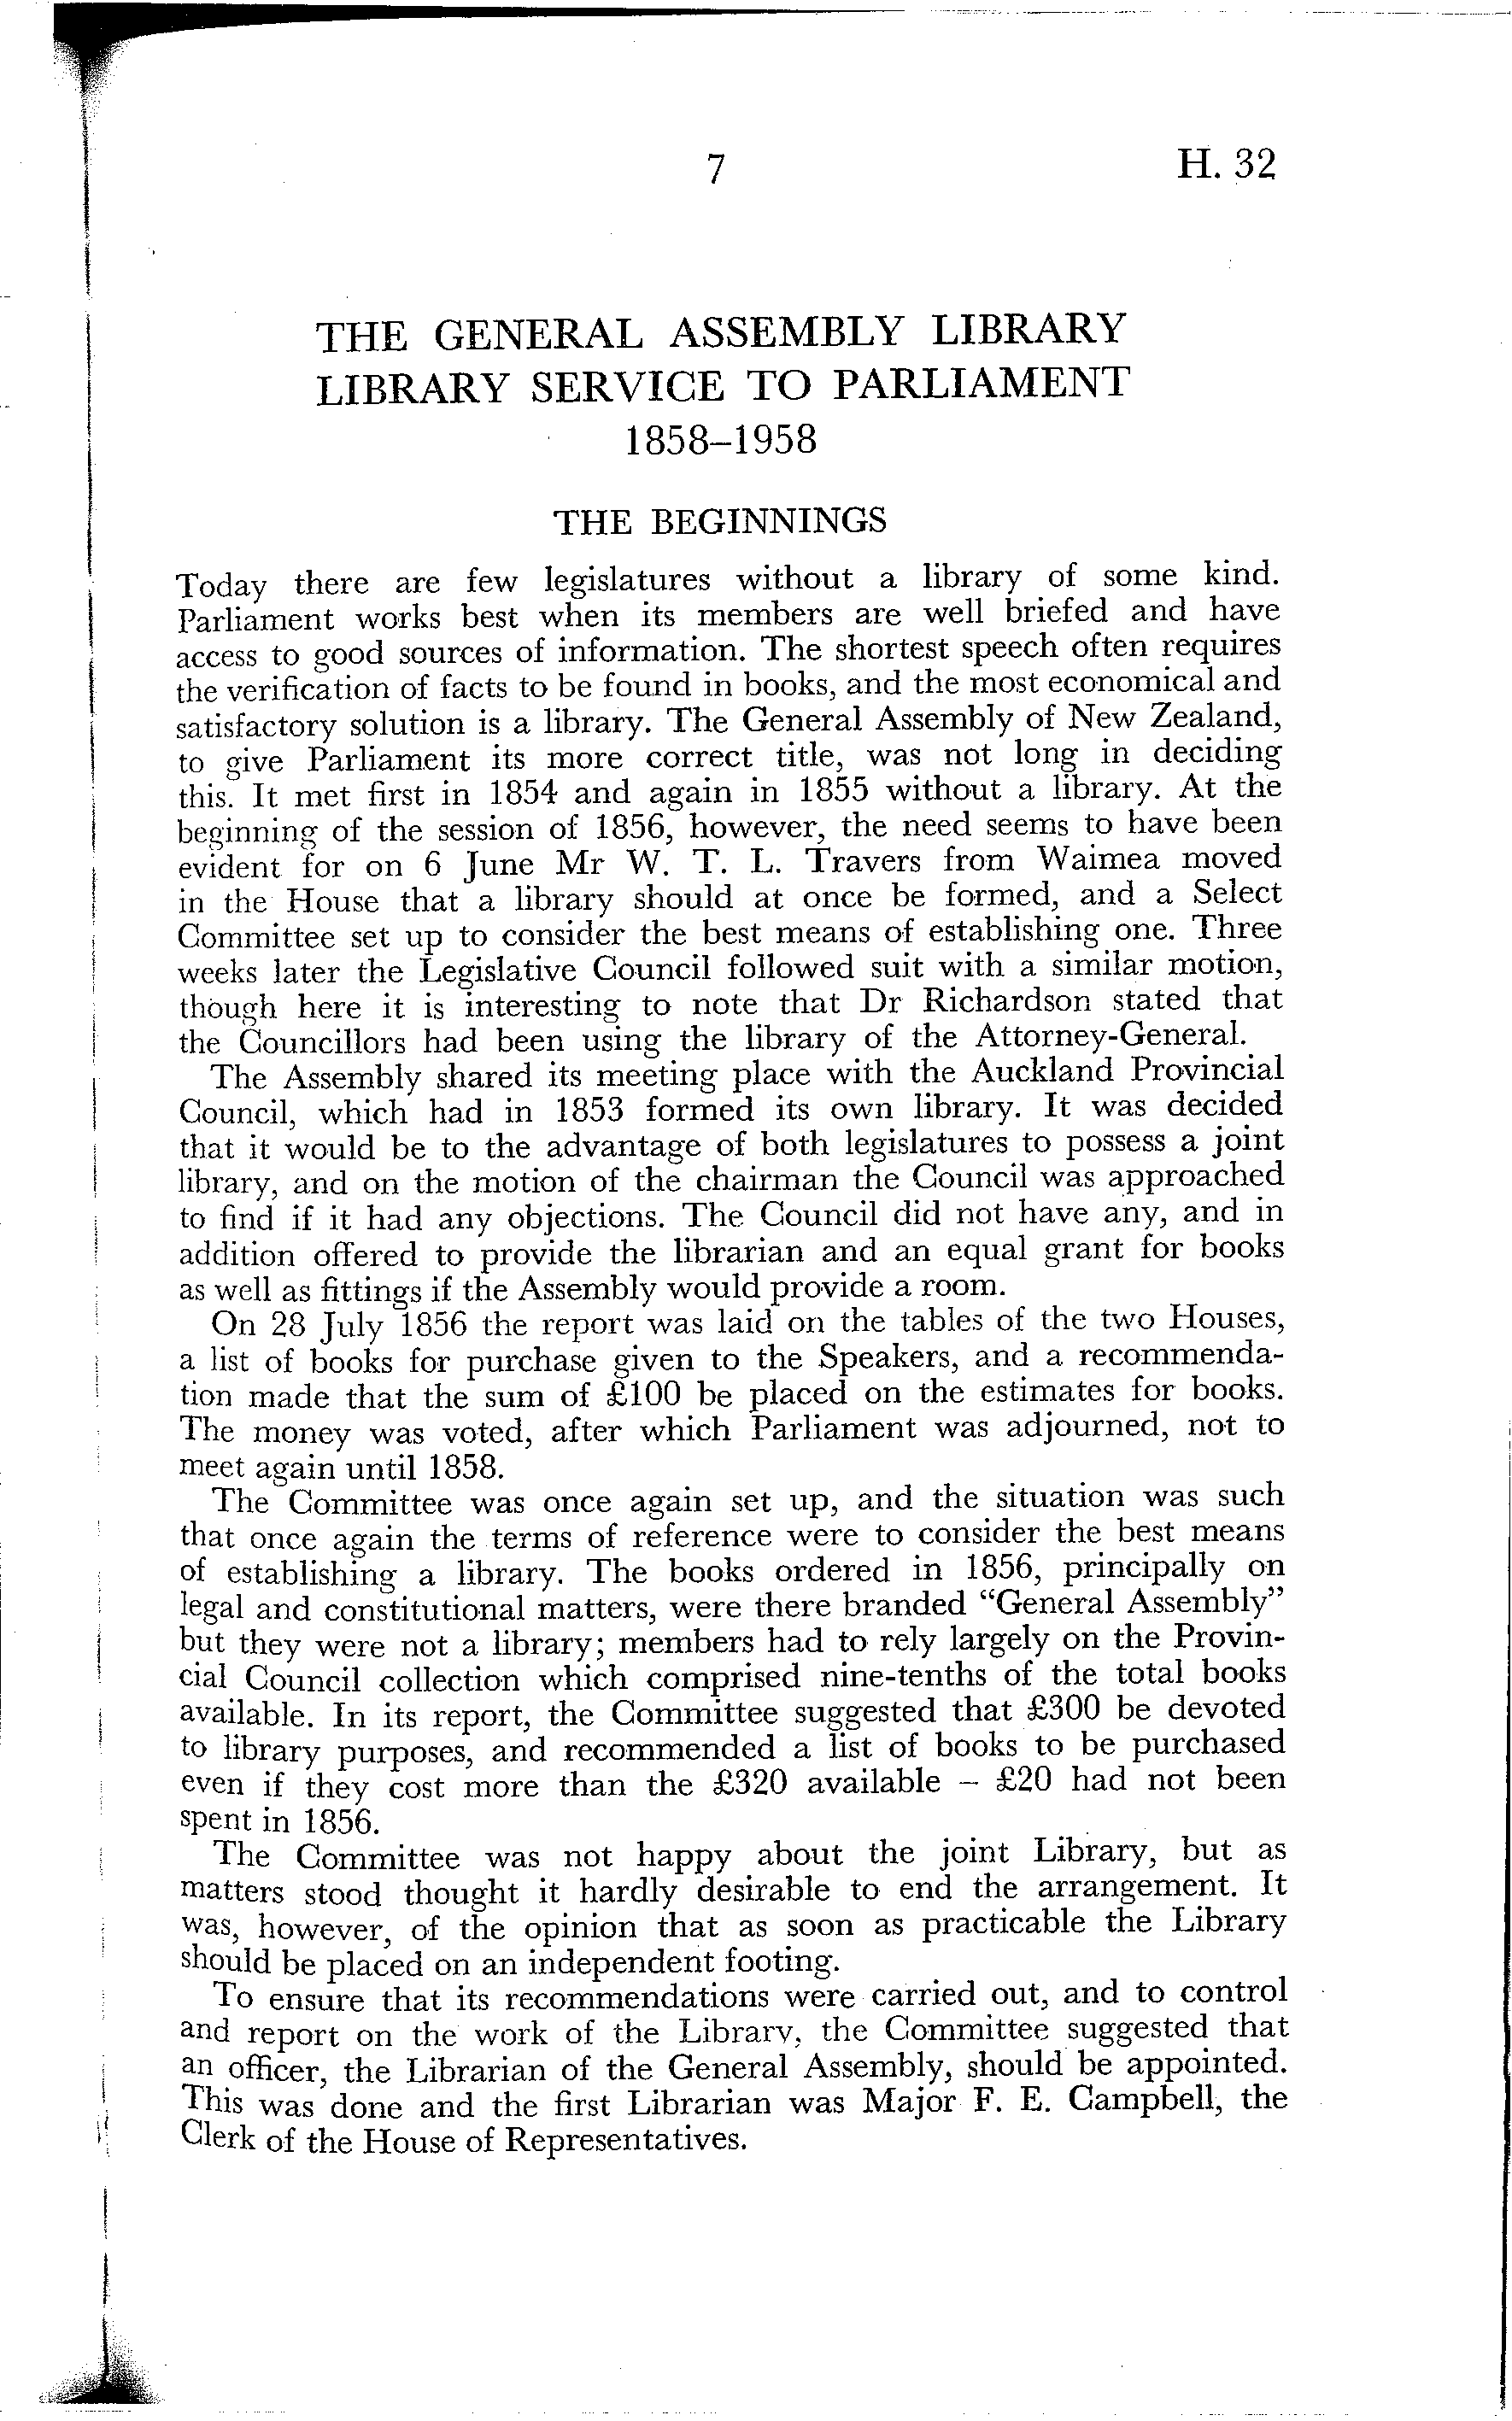 7 H. 32
THE GENERAL ASSEMBLY LIBRARY
LIBRARY SERVICE TO PARLIAMENT
1858–1958
THE BEGINNINGS
Today there are few legislatures without a library of some kind.
Parliament works best when its members are well briefed and have
access to good sources of information. The shortest speech often requires
the verification of facts to be found in books, and the most economical and
satisfactory solution is a library. The General Assembly of New Zealand,
to give Parliament its more correct title, was not long in deciding
this. It met first in 1854 and again in 1855 without a library. At the
beginning of the session of 1856, however, the need seems to have been
evident for on 6 June Mr W. T. L. Travers from Waimea moved
in the House that a library should at once be formed, and a Select
Committee set up to consider the best means of establishing one. Three
weeks later the Legislative Council followed suit with a similar motion,
though here it is interesting to note that Dr Richardson stated that
the Councillors had been using the library of the Attorney-General.
The Assembly shared its meeting place with the Auckland Provincial
Council, which had in 1853 formed its own library. It was decided
that it would be to the advantage of both legislatures to possess a joint
library, and on the motion of the chairman the Council was approached
to find if it had any objections. The Council did not have any, and in
addition offered to provide the librarian and an equal grant for books
as well as fittings if the Assembly would provide a room.
On 28 July 1856 the report was laid on the tables of the two Houses,
a list of books for purchase given to the Speakers, and a recommenda-
tion made that the sum of £100 be placed on the estimates for books.
The money was voted, after which Parliament was adjourned, not to
meet again until 1858.
The Committee was once again set up, and the situation was such
that once again the terms of reference were to consider the best means
of establishing a library. The books ordered in 1856, principally on
legal and constitutional matters, were there branded “General Assembly”
but they were not a library; members had to rely largely on the Provin-
cial Council collection which comprised nine-tenths of the total books
available. In its report, the Committee suggested that £300 be devoted
to library purposes, and recommended a list of books to be purchased
even if they cost more than the £320 available – £20 had not been
spent in 1856.
The Committee was not happy about the joint Library, but as
matters stood thought it hardly desirable to end the arrangement. It
was, however, of the opinion that as soon as practicable the Library
should be placed on an independent footing.
To ensure that its recommendations were carried out, and to control
and report on the work of the Library, the Committee suggested that
an officer, the Librarian of the General Assembly, should be appointed.
This was done and the first Librarian was Major F. E. Campbell, the
Clerk of the House of Representatives.